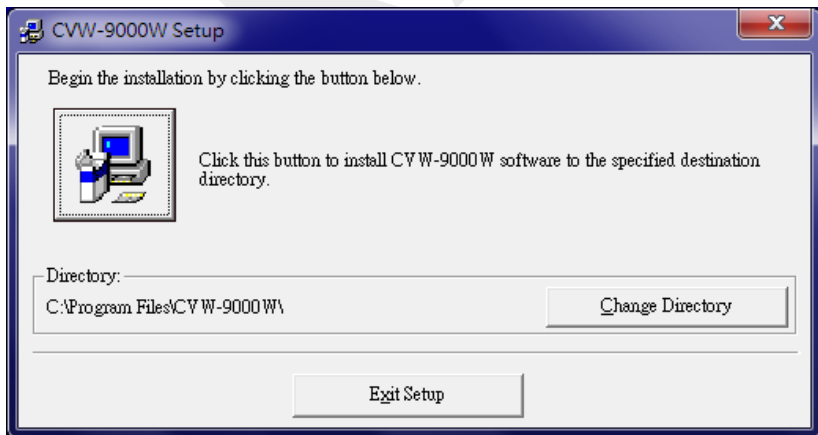 CVW-9000W Setup
Begin the installation by clicking the button below.
Click this button to install CVW-9000W software to the specified destination
directory.
Directory:
C:\Program Files\CVW-9000W\
Change Directory
Exit Setup